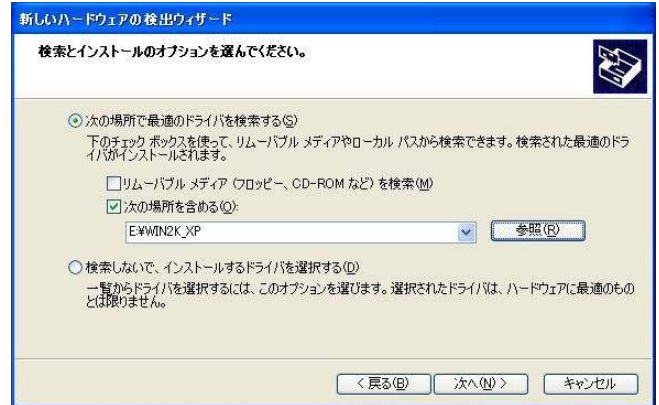 新しいハードウェアの検出ウィザード
検索とインストールのオプションを選んでください。
次の場所で最適のドライバを検索する(S)
下のチェック ボックスを使って、リムーバブル メディアやローカル パスから検索できます。検索された最適のドラ
イバがインストールされます。
リムーバブル メディア (フロッピー、CD-ROM など) を検索(M)
次の場所を含める(O):
E:¥WIN2K_XP
参照(R)
検索しないで、インストールするドライバを選択する(D)
一覧からドライバを選択するには、このオプションを選びます。選択されたドライバは、ハードウェアに最適のもの
とは限りません。
< 戻る(B) 次へ(N) > キャンセル